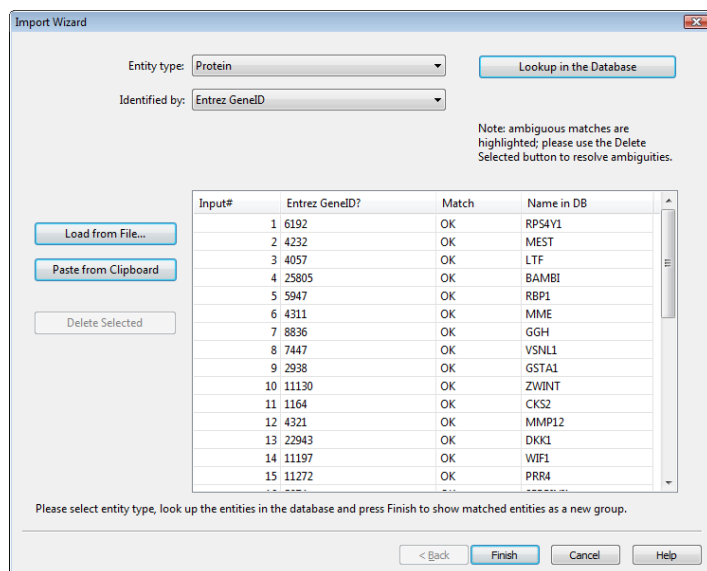 Import Wizard
Entity type: Protein
Lookup in the Database
Identified by: Entrez GeneID
Note: ambiguous matches are
highlighted; please use the Delete
Selected button to resolve ambiguities.
Load from File...
Paste from Clipboard
Delete Selected
Input# Entrez GeneID? Match Name in DB
1 6192 OK RPS4Y1
2 4232 OK MEST
3 4057 OK LTF
4 25805 OK BAMBI
5 5947 OK RBP1
6 4311 OK MME
7 8836 OK GGH
8 7447 OK VSNL1
9 2938 OK GSTA1
10 11130 OK ZWINT
11 1164 OK CKS2
12 4321 OK MMP12
13 22943 OK DKK1
14 11197 OK WIF1
15 11272 OK PRR4
Please select entity type, look up the entities in the database and press Finish to show matched entities as a new group.
< Back Finish Cancel Help